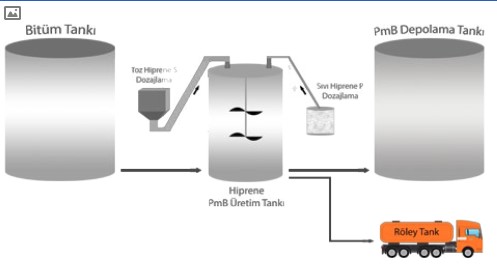 Bitüm Tankı
PmB Depolama Tankı
Toz Hiprene S
Dozajlama
Sıvı Hiprene P
Dozajlama
Hiprene
PmB Üretim Tankı
Röley Tank